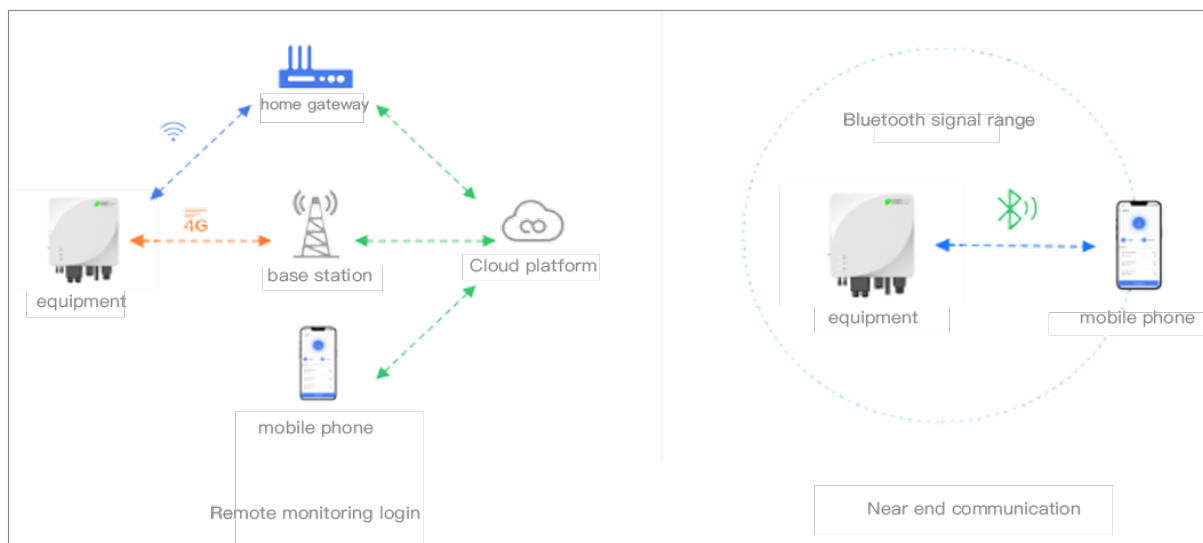 home gateway
4G
base station
Cloud platform
equipment
mobile phone
Remote monitoring login
Bluetooth signal range
equipment
mobile phone
Near end communication